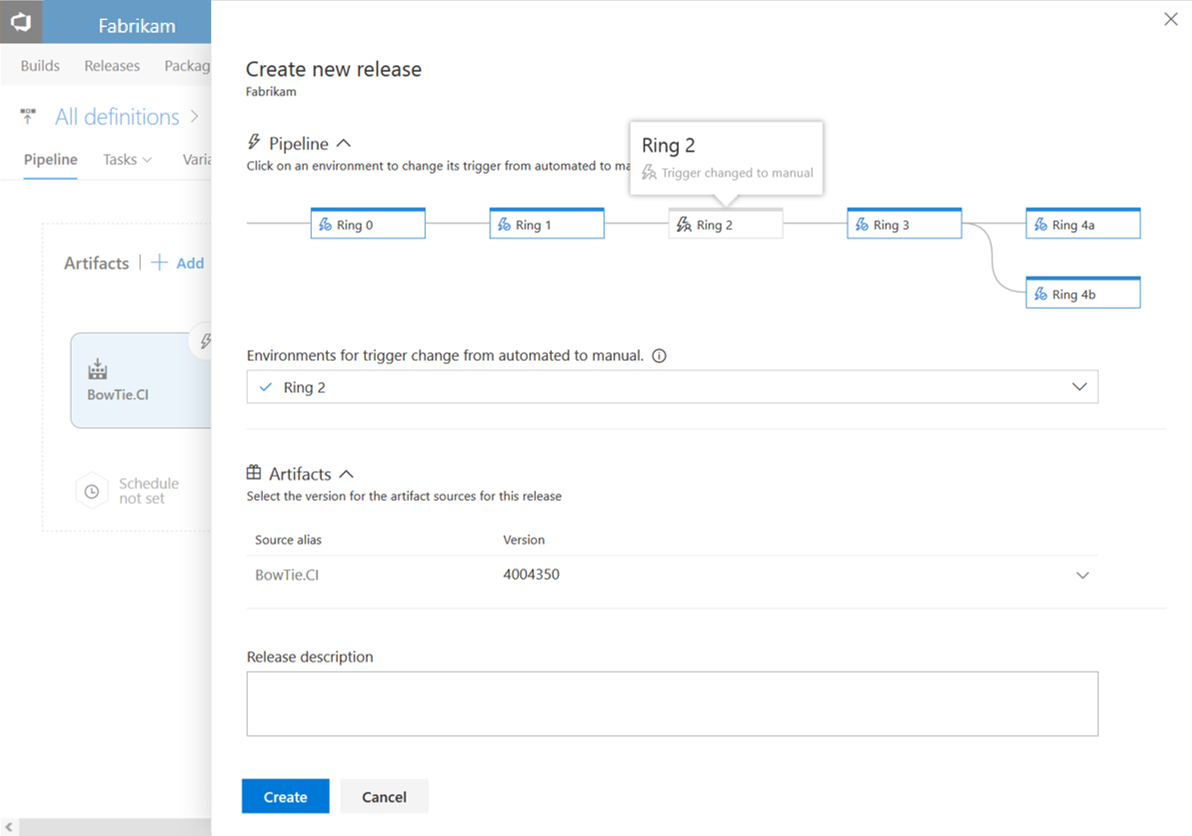 Fabrikam
Builds Releases Packag
All definitions
Pipeline Tasks Varia
Artifacts | + Add
BowTie.CI
Schedule
not set
Create new release
Fabrikam
Pipeline
Click on an environment to change its trigger from automated to ma
Ring 2
Trigger changed to manual
Ring 0
Ring 1
Ring 2
Ring 3
Ring 4a
Ring 4b
Environments for trigger change from automated to manual.
Ring 2
Artifacts
Select the version for the artifact sources for this release
Source alias Version
BowTie.CI 4004350
Release description
Create Cancel